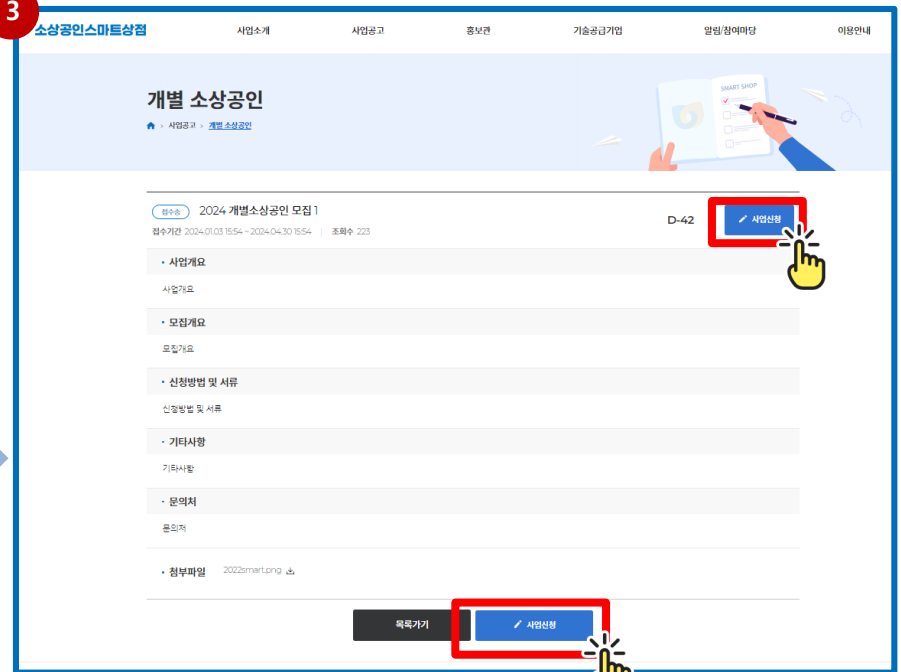 3
소상공인스마트상점
사업소개 사업공고 홍보관 기술공급기업 알림/참여마당 이용안내
개별 소상공인
사업공고 > 개별 소상공인
SMART SHOP
접수중 2024 개별소상공인 모집 1
D-42 사업신청
접수기간 2024.01.03 15:54 ~ 2024.04.30 15:54 | 조회수 223
· 사업개요
사업개요
· 모집개요
모집개요
· 신청방법 및 서류
신청방법 및 서류
· 기타사항
기타사항
· 문의처
문의처
· 첨부파일 2022smart.png
목록가기 사업신청